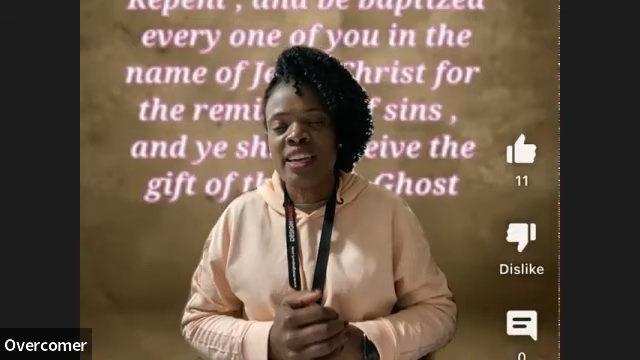 Repent , and be baptized
every one of you in the
name of Je Christ for
the remi f sins ,
and ye sh eive the
gift of th Ghost
DESIGN
11
Dislike
0
Overcomer